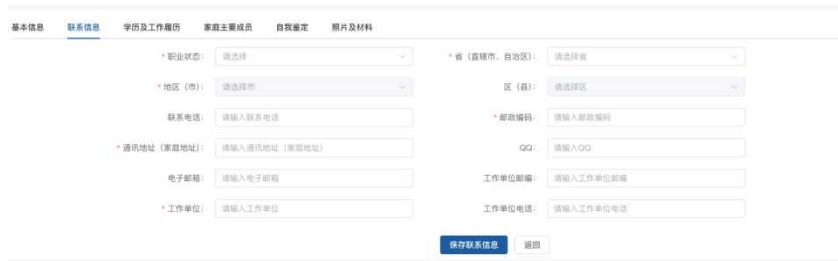 基本信息 联系信息 学历及工作履历 家庭主要成员 自我鉴定 照片及材料
* 职业状态: 请选择 * 省（直辖市、自治区）: 请选择省
* 地区（市）: 请选择市 区（县）: 请选择区
联系电话: 请输入联系电话 * 邮政编码: 请输入邮政编码
* 通讯地址（家庭地址）: 请输入通讯地址（家庭地址） QQ: 请输入QQ
电子邮箱: 请输入电子邮箱 工作单位邮编: 请输入工作单位邮编
* 工作单位: 请输入工作单位 工作单位电话: 请输入工作单位电话
保存联系信息 返回